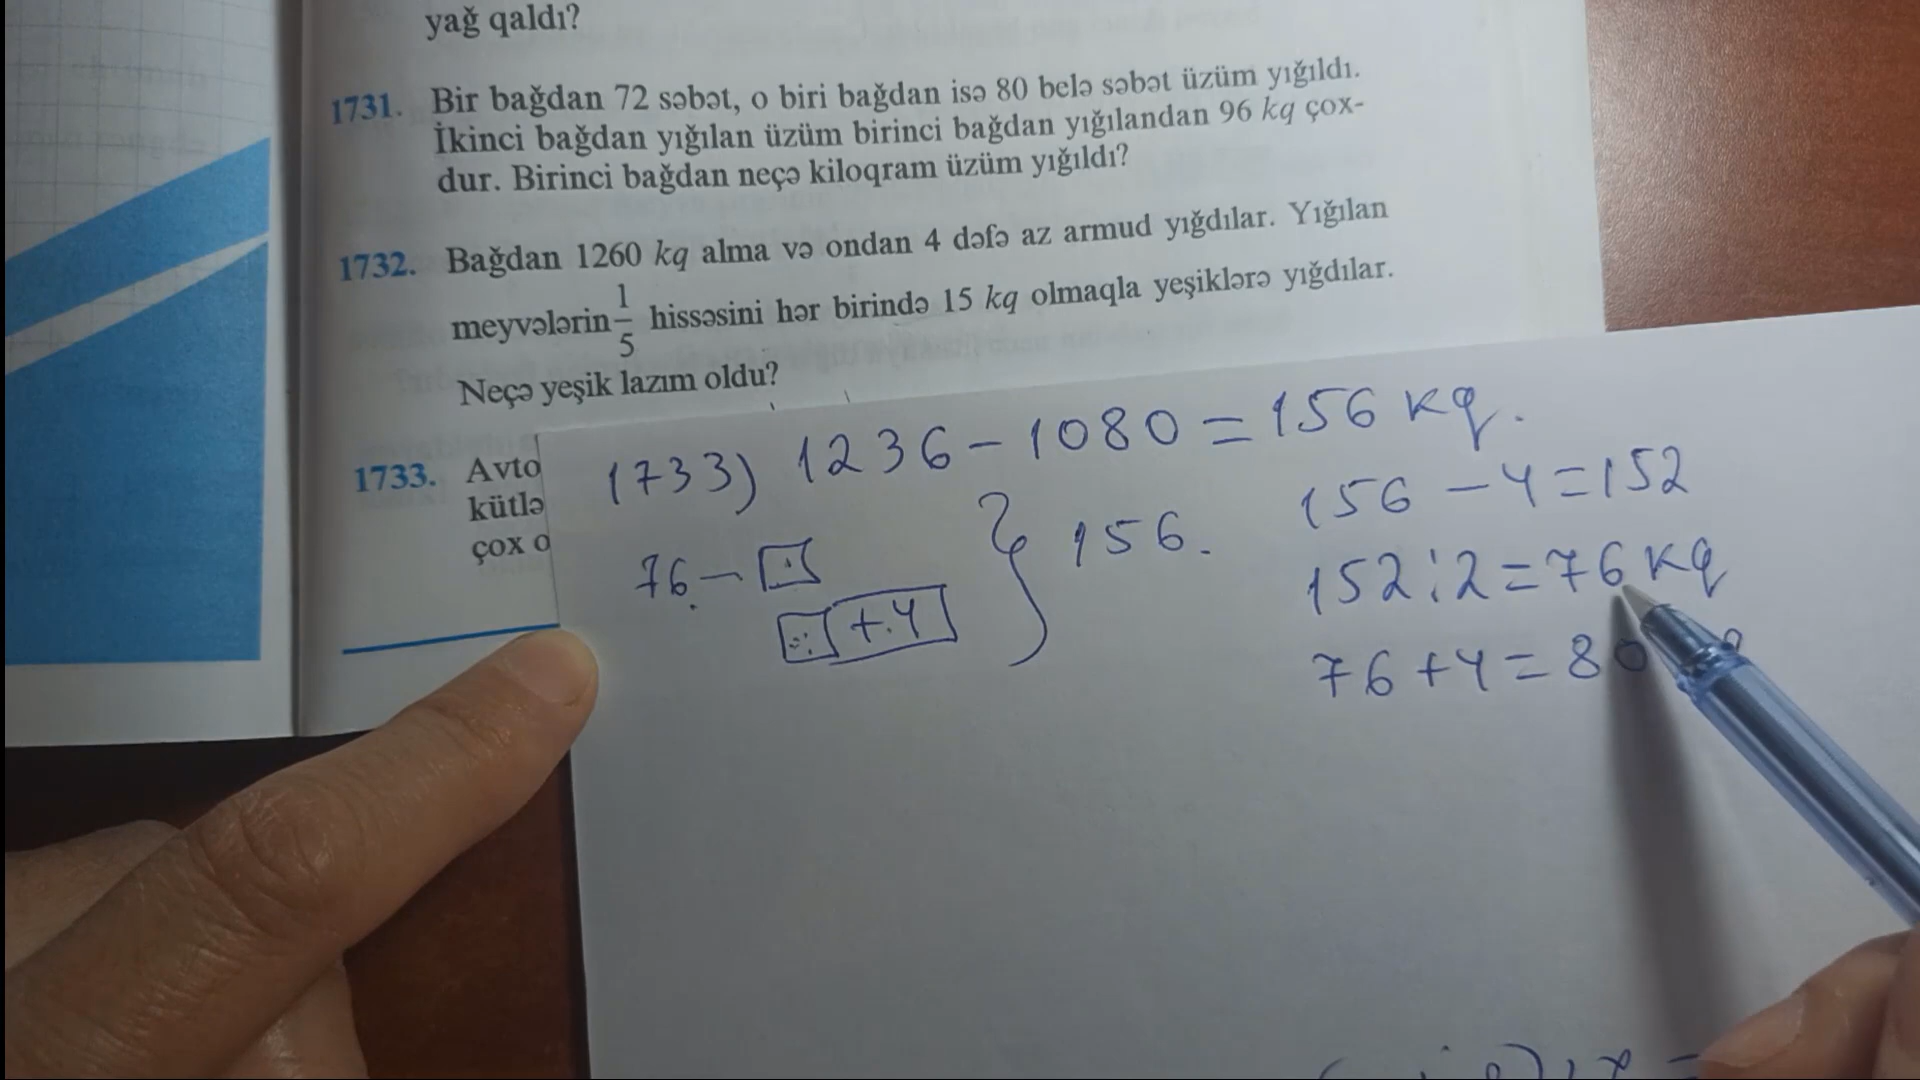 yağ qaldı?
1731. Bir bağdan 72 səbət, o biri bağdan isə 80 belə səbət üzüm yığıldı.
İkinci bağdan yığılan üzüm birinci bağdan yığılandan 96 kq çox-
dur. Birinci bağdan neçə kiloqram üzüm yığıldı?
1732. Bağdan 1260 kq alma və ondan 4 dəfə az armud yığdılar. Yığılan
meyvələrin 1/5 hissəsini hər birində 15 kq olmaqla yeşiklərə yığdılar.
Neçə yeşik lazım oldu?
1733. Avto
kütlə
çox o
1733) 1236 - 1080 = 156 kq.
76 - +4 } 156.
156 - 4 = 152
152 : 2 = 76 kq
76 + 4 = 80